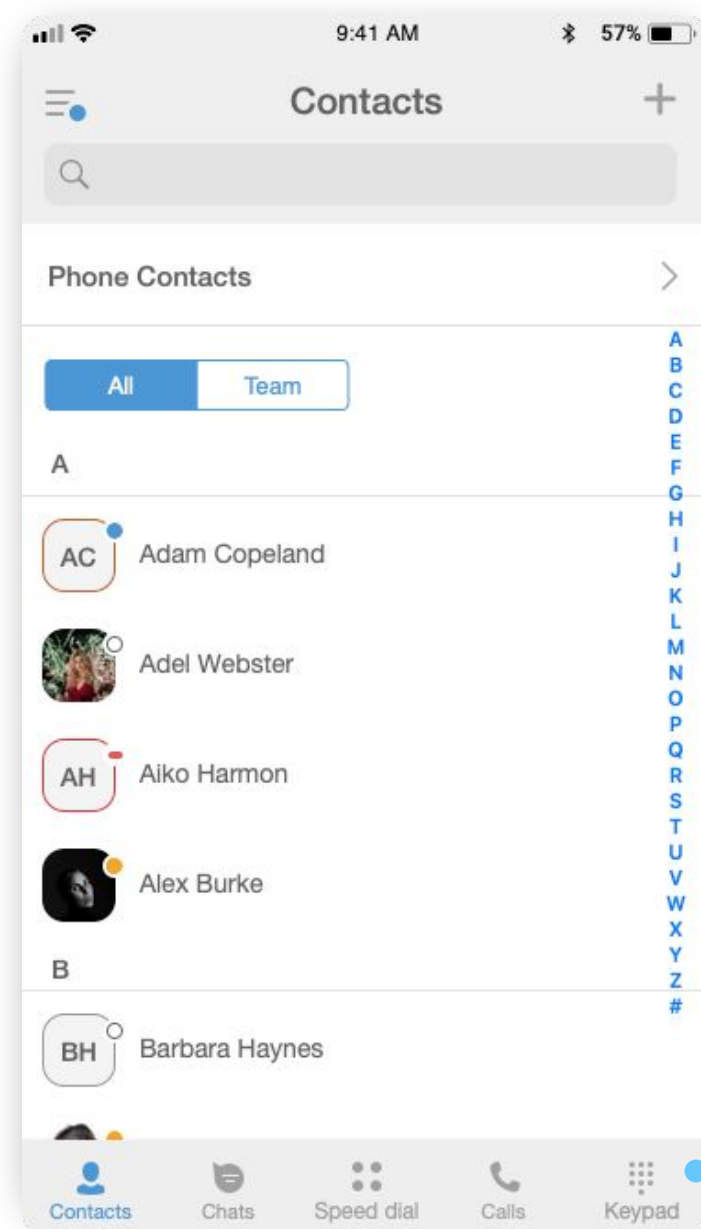 9:41 AM
57%
Contacts
Phone Contacts
All
Team
A
AC
Adam Copeland
Adel Webster
AH
Aiko Harmon
Alex Burke
B
BH
Barbara Haynes
A
B
C
D
E
F
G
H
I
J
K
L
M
N
O
P
Q
R
S
T
U
V
W
X
Y
Z
#
Contacts
Chats
Speed dial
Calls
Keypad